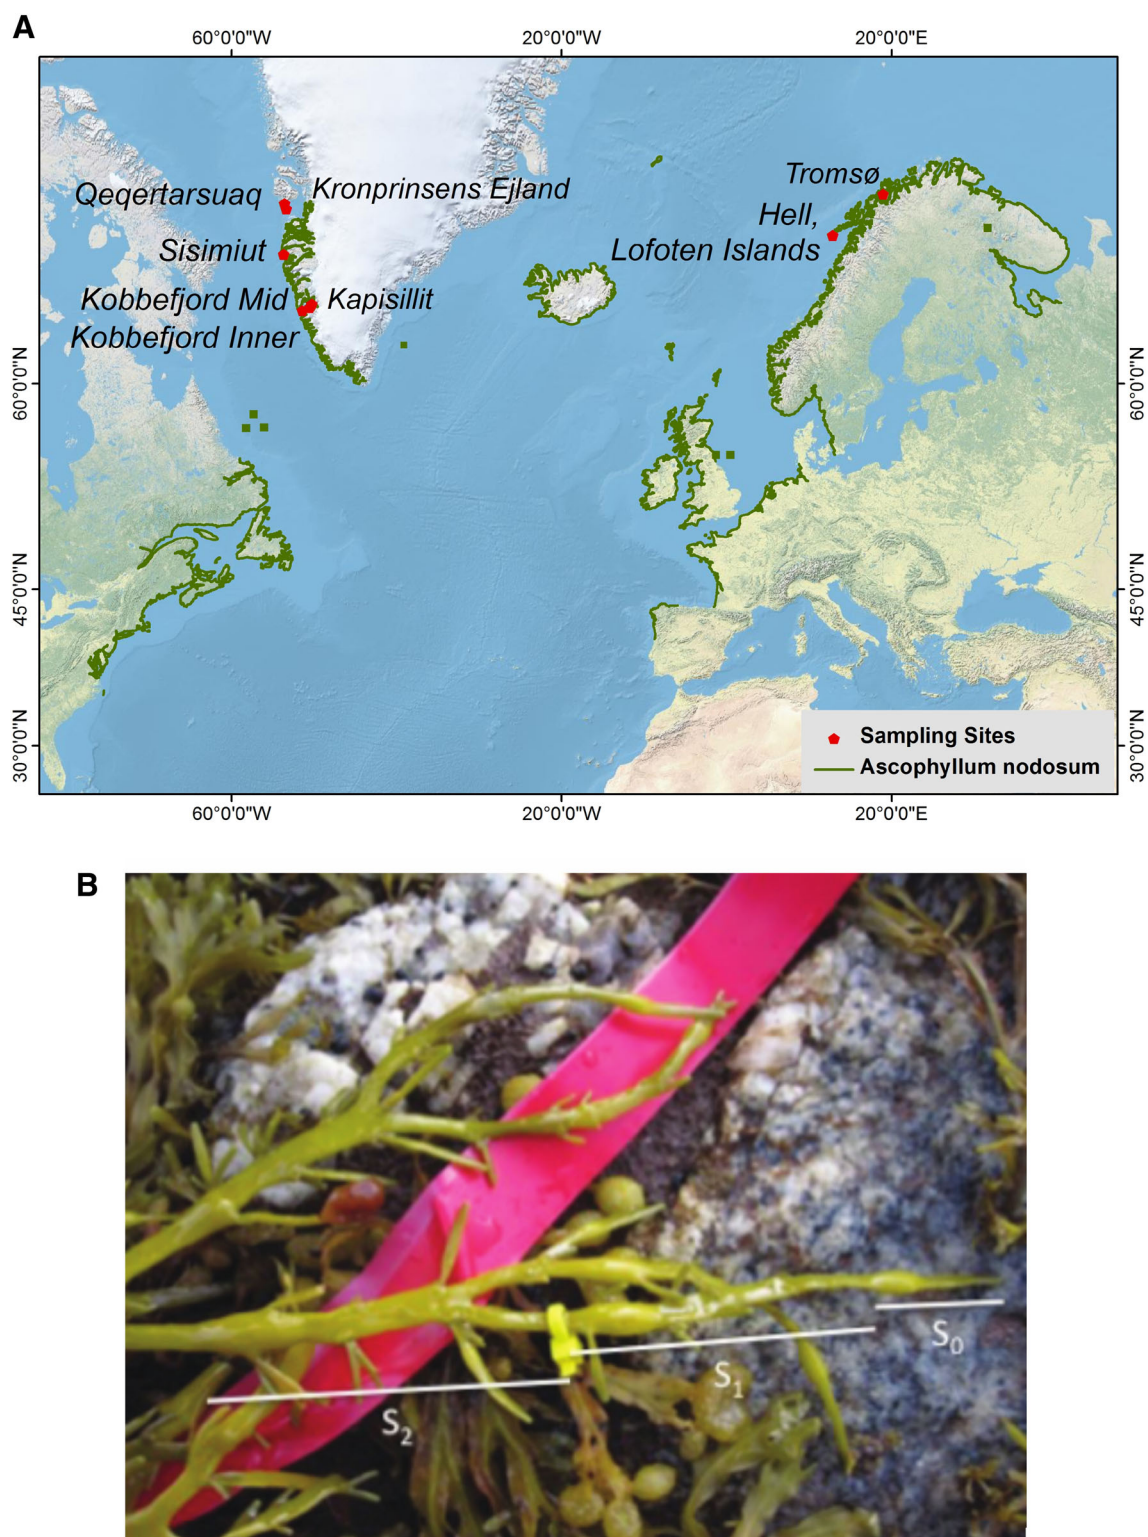 A
60°0'0"W 20°0'0"W 20°0'0"E
Qeqertarsuaq Kronprinsens Ejland
Tromsø
Hell,
Lofoten Islands
Sisimiut
Kobbefjord Mid Kapisillit
Kobbefjord Inner
60°0'0"N 60°0'0"N
45°0'0"N 45°0'0"N
30°0'0"N 30°0'0"N
Sampling Sites
Ascophyllum nodosum
60°0'0"W 20°0'0"W 20°0'0"E
B
S₀
S₁
S₂